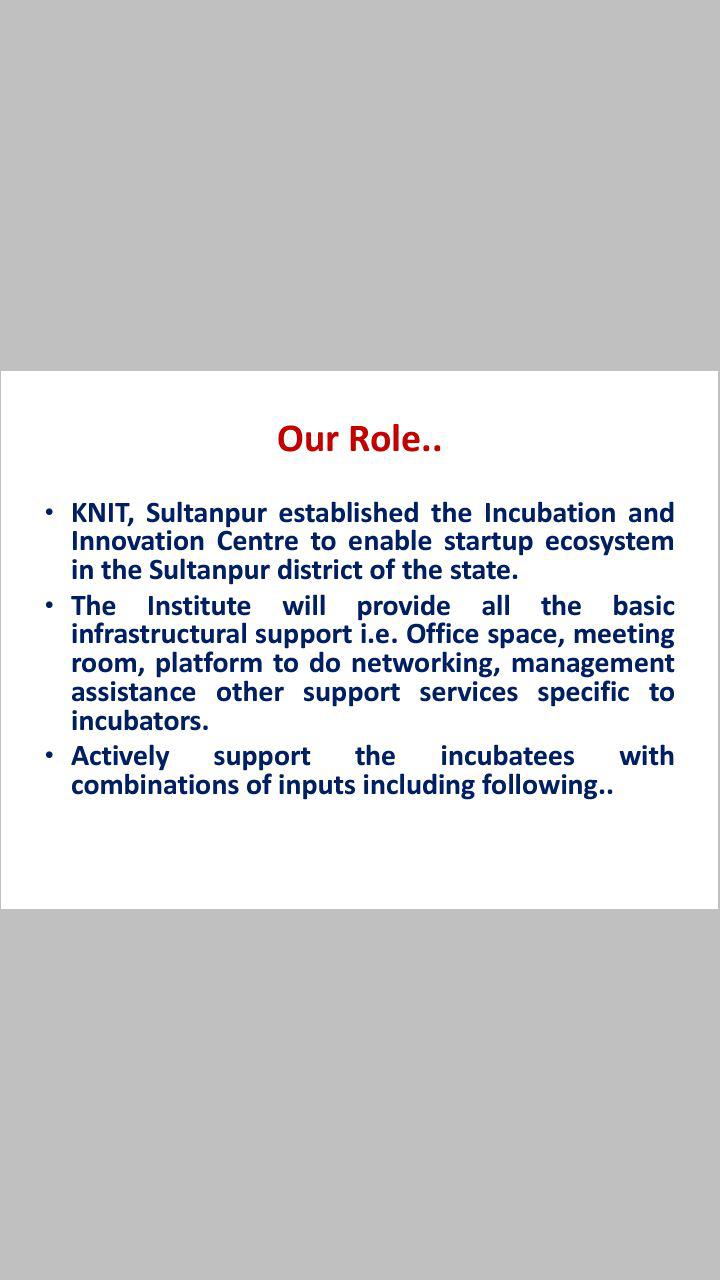 Our Role..
• KNIT, Sultanpur established the Incubation and
Innovation Centre to enable startup ecosystem
in the Sultanpur district of the state.
• The Institute will provide all the basic
infrastructural support i.e. Office space, meeting
room, platform to do networking, management
assistance other support services specific to
incubators.
• Actively support the incubatees with
combinations of inputs including following..